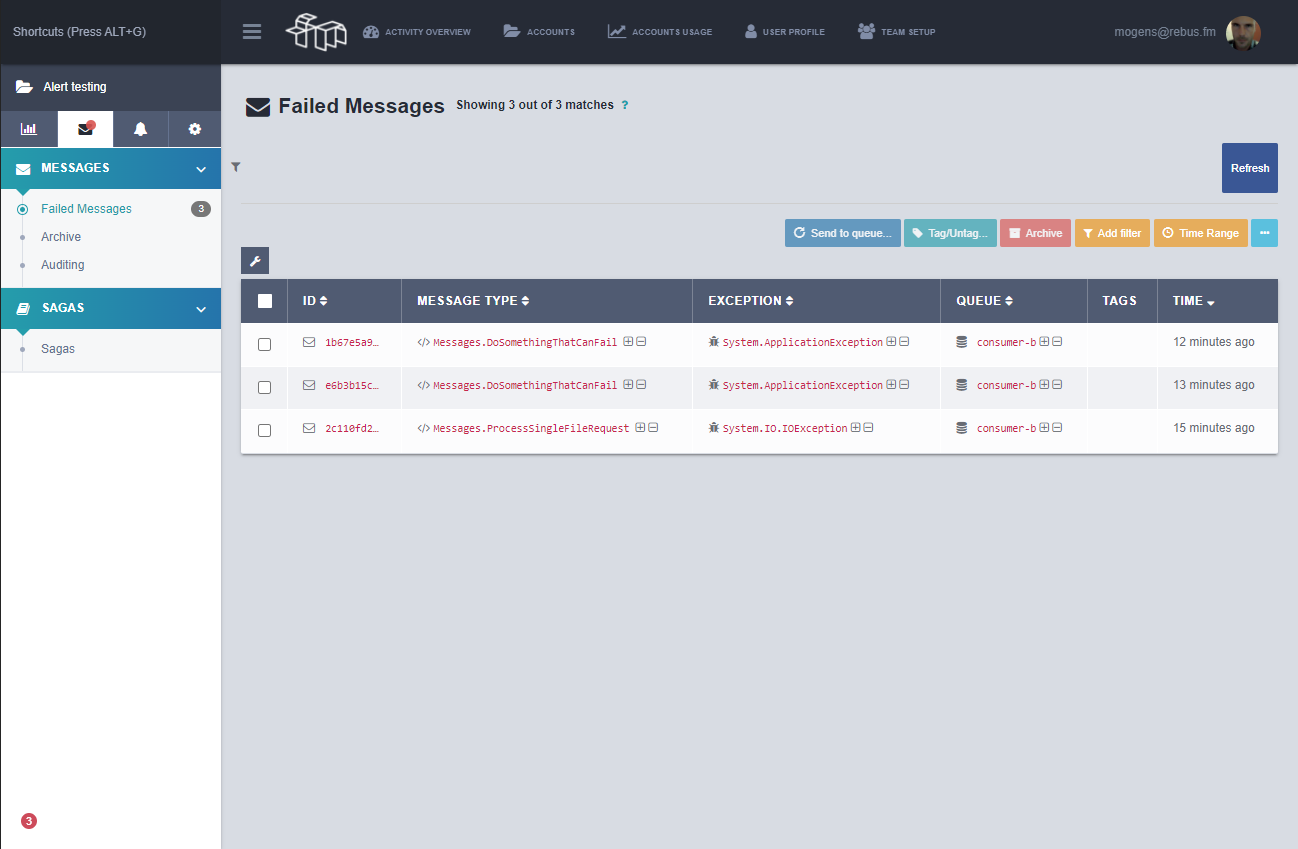 Shortcuts (Press ALT+G)
ACTIVITY OVERVIEW
ACCOUNTS
ACCOUNTS USAGE
USER PROFILE
TEAM SETUP
mogens@rebus.fm
Alert testing
MESSAGES
Failed Messages 3
Archive
Auditing
SAGAS
Sagas
3
Failed Messages Showing 3 out of 3 matches ?
Refresh
Send to queue... Tag/Untag... Archive Add filter Time Range ...
ID MESSAGE TYPE EXCEPTION QUEUE TAGS TIME
1b67e5a9… </> Messages.DoSomethingThatCanFail System.ApplicationException consumer-b 12 minutes ago
e6b3b15c… </> Messages.DoSomethingThatCanFail System.ApplicationException consumer-b 13 minutes ago
2c110fd2… </> Messages.ProcessSingleFileRequest System.IO.IOException consumer-b 15 minutes ago